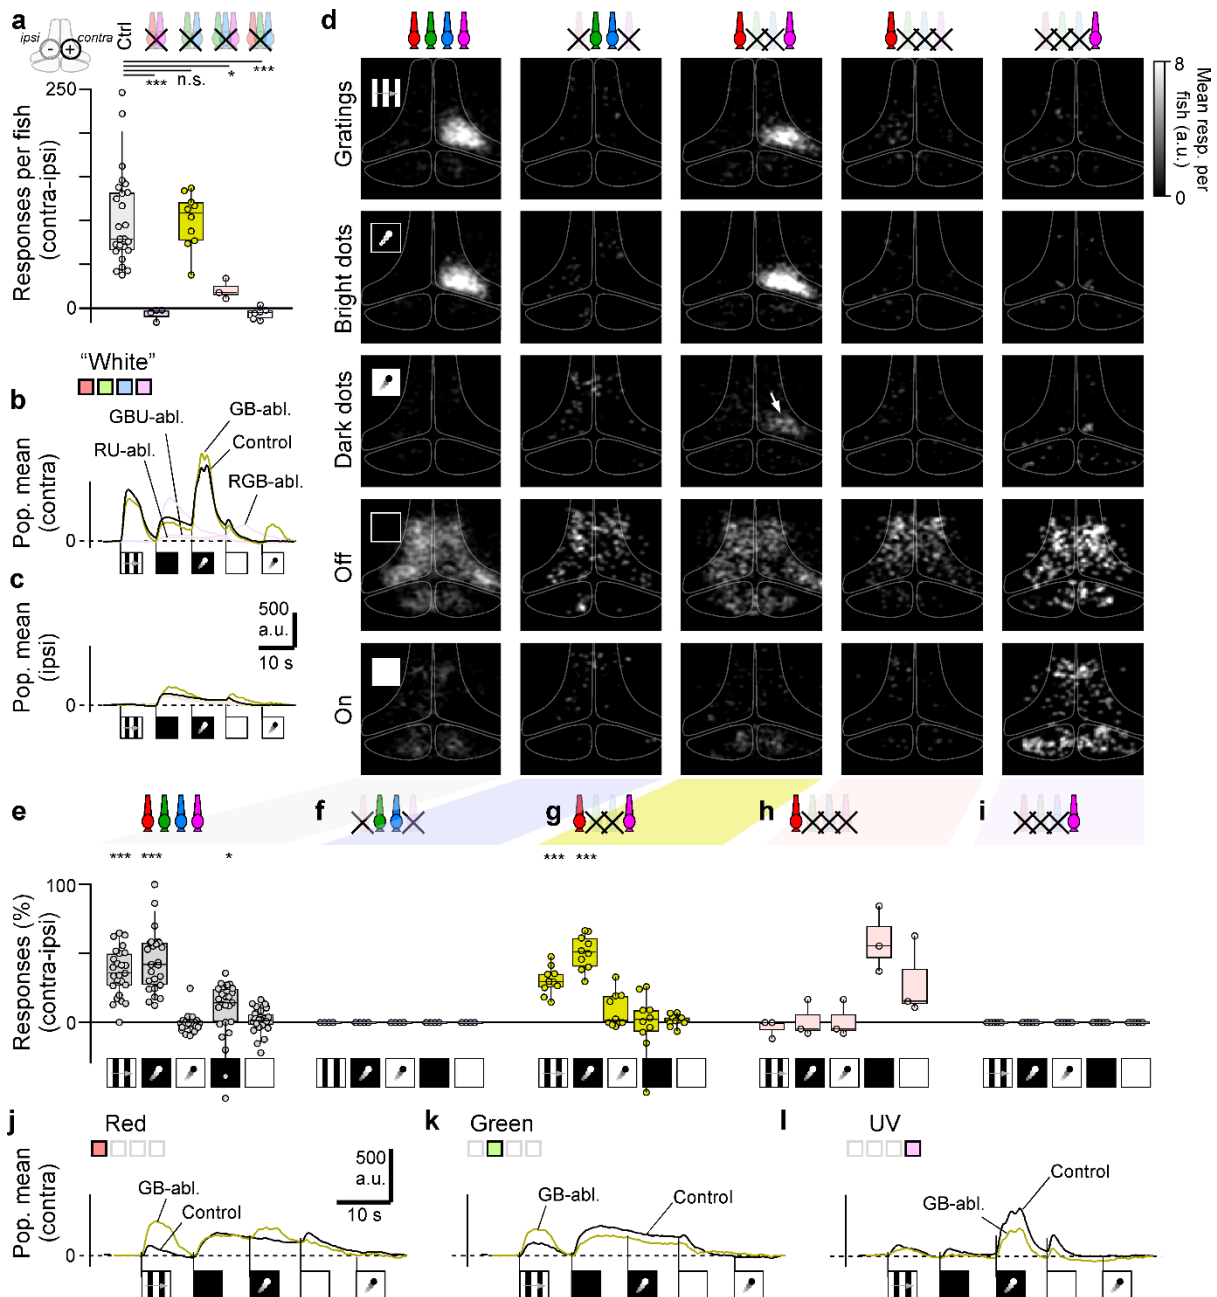 a
ipsi
contra
-
+
Ctrl
***
n.s.
*
***
Responses per fish
(contra-ipsi)
250
0
"White"
b
GBU-abl.
GB-abl.
RU-abl.
Control
RGB-abl.
Pop. mean
(contra)
0
c
500
a.u.
10 s
Pop. mean
(ipsi)
0
d
Gratings
Bright dots
Dark dots
Off
On
8
0
Mean resp. per
fish (a.u.)
e
f
g
h
i
***
***
*
***
***
Responses (%)
(contra-ipsi)
100
0
j
Red
500
a.u.
10 s
GB-abl.
Control
Pop. mean
(contra)
0
k
Green
GB-abl.
Control
0
l
UV
Control
GB-abl.
0